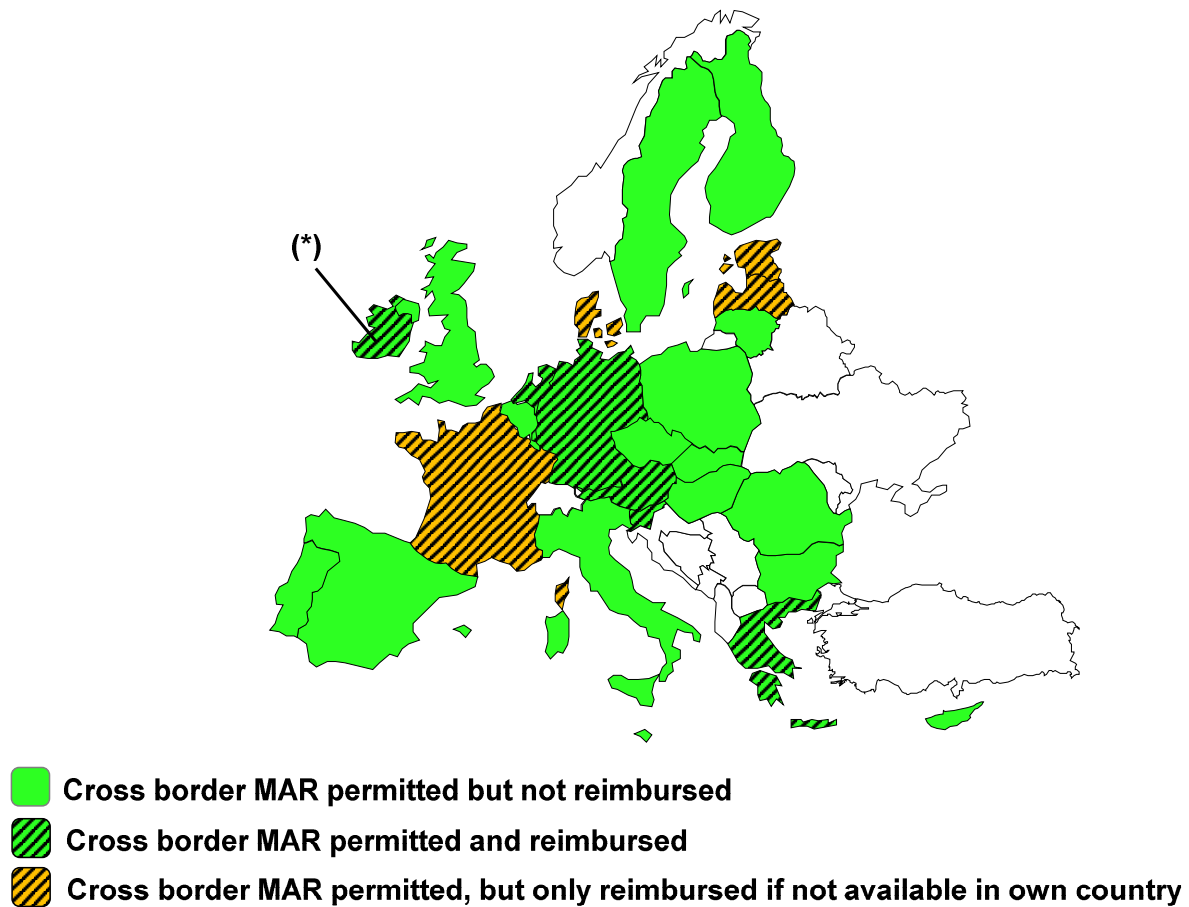 (*)
Cross border MAR permitted but not reimbursed
Cross border MAR permitted and reimbursed
Cross border MAR permitted, but only reimbursed if not available in own country